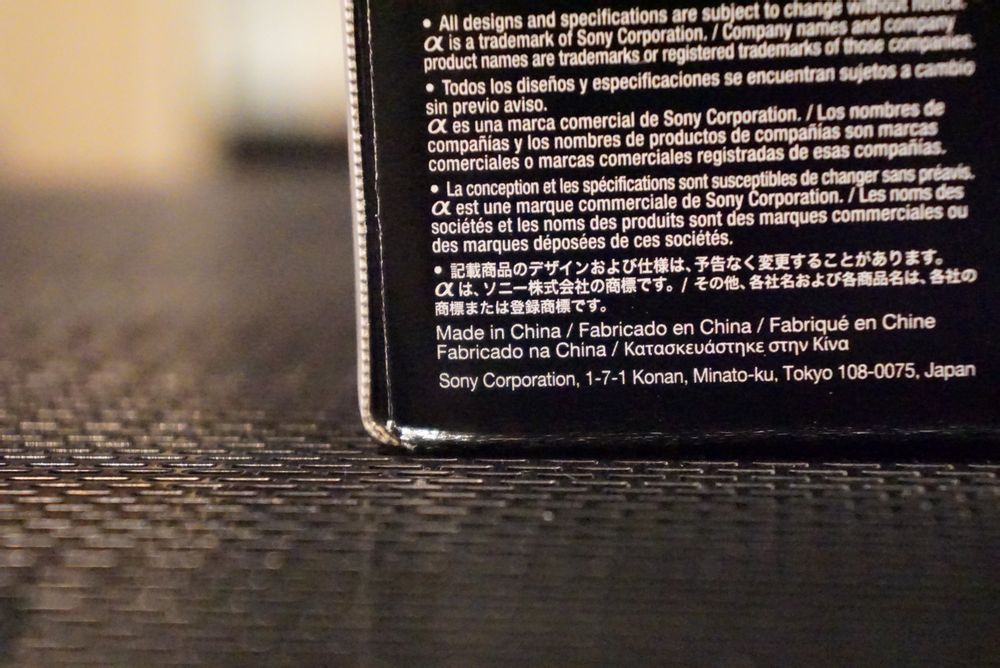 • All designs and specifications are subject to change without notice.
α is a trademark of Sony Corporation. / Company names and company
product names are trademarks or registered trademarks of those companies.
• Todos los diseños y especificaciones se encuentran sujetos a cambio
sin previo aviso.
α es una marca comercial de Sony Corporation. / Los nombres de
compañías y los nombres de productos de compañías son marcas
comerciales o marcas comerciales registradas de esas compañías.
• La conception et les spécifications sont susceptibles de changer sans préavis.
α est une marque commerciale de Sony Corporation. / Les noms des
sociétés et les noms des produits sont des marques commerciales ou
des marques déposées de ces sociétés.
• 記載商品のデザインおよび仕様は、予告なく変更することがあります。
αは、ソニー株式会社の商標です。/ その他、各社名および各商品名は、各社の
商標または登録商標です。
Made in China / Fabricado en China / Fabriqué en Chine
Fabricado na China / Κατασκευάστηκε στην Κίνα
Sony Corporation, 1-7-1 Konan, Minato-ku, Tokyo 108-0075, Japan